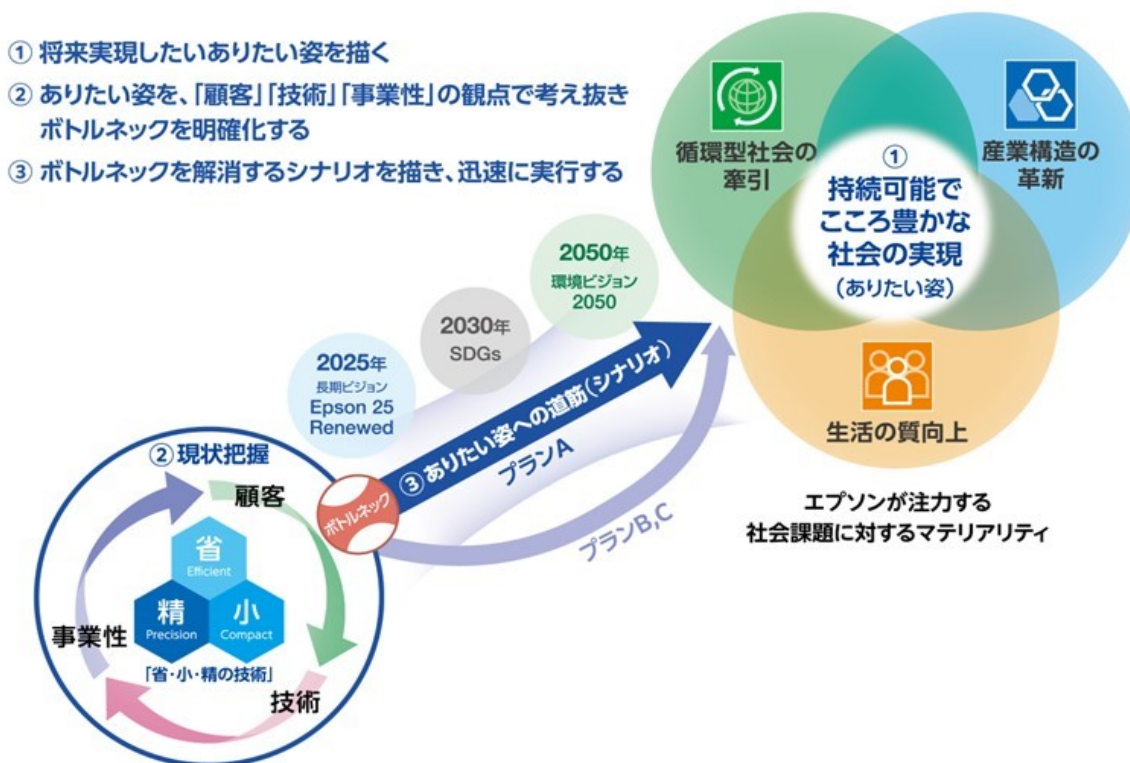 ① 将来実現したいありたい姿を描く
② ありたい姿を、「顧客」「技術」「事業性」の観点で考え抜き
ボトルネックを明確化する
③ ボトルネックを解消するシナリオを描き、迅速に実行する
循環型社会の
牽引
産業構造の
革新
①
持続可能で
こころ豊かな
社会の実現
(ありたい姿)
生活の質向上
エプソンが注力する
社会課題に対するマテリアリティ
2050年
環境ビジョン
2050
2030年
SDGs
2025年
長期ビジョン
Epson 25
Renewed
③ ありたい姿への道筋(シナリオ)
プランA
プランB,C
ボトルネック
② 現状把握
顧客
省
Efficient
精
Precision
小
Compact
「省・小・精の技術」
事業性
技術